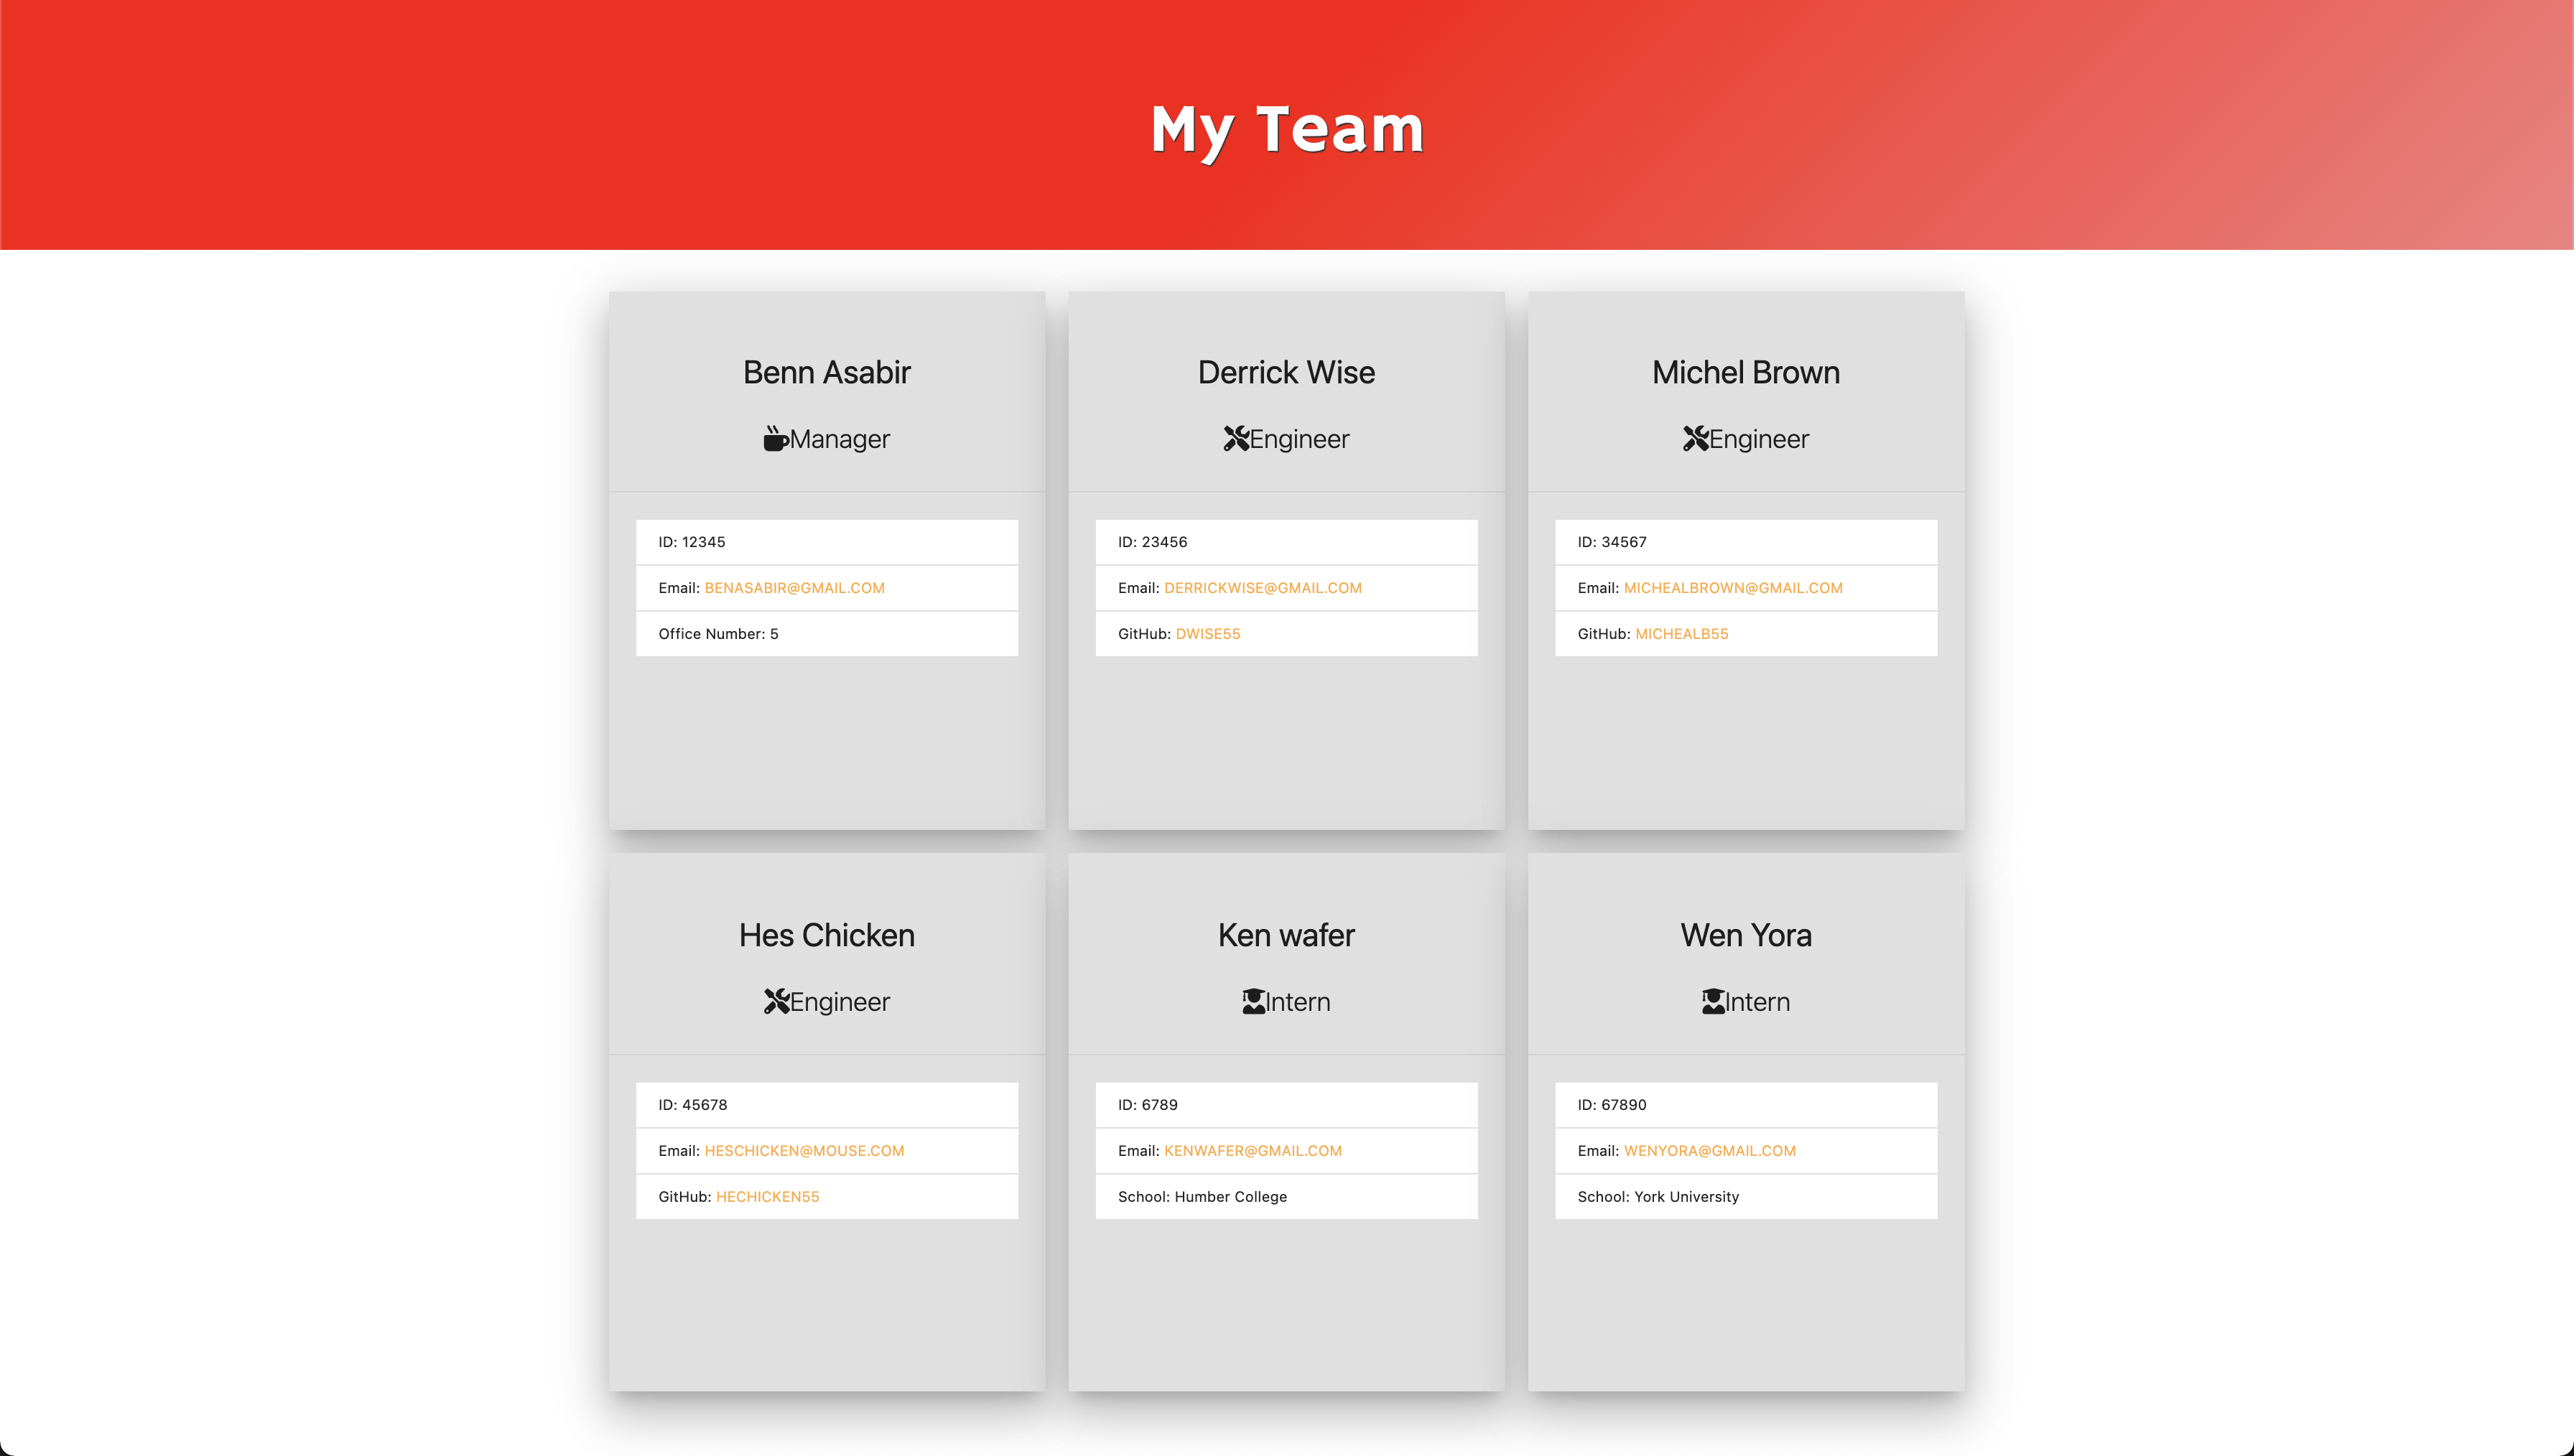 My Team
Benn Asabir
Manager
ID: 12345
Email: BENASABIR@GMAIL.COM
Office Number: 5
Derrick Wise
Engineer
ID: 23456
Email: DERRICKWISE@GMAIL.COM
GitHub: DWISE55
Michel Brown
Engineer
ID: 34567
Email: MICHEALBROWN@GMAIL.COM
GitHub: MICHEALB55
Hes Chicken
Engineer
ID: 45678
Email: HESCHICKEN@MOUSE.COM
GitHub: HECHICKEN55
Ken wafer
Intern
ID: 6789
Email: KENWAFER@GMAIL.COM
School: Humber College
Wen Yora
Intern
ID: 67890
Email: WENYORA@GMAIL.COM
School: York University